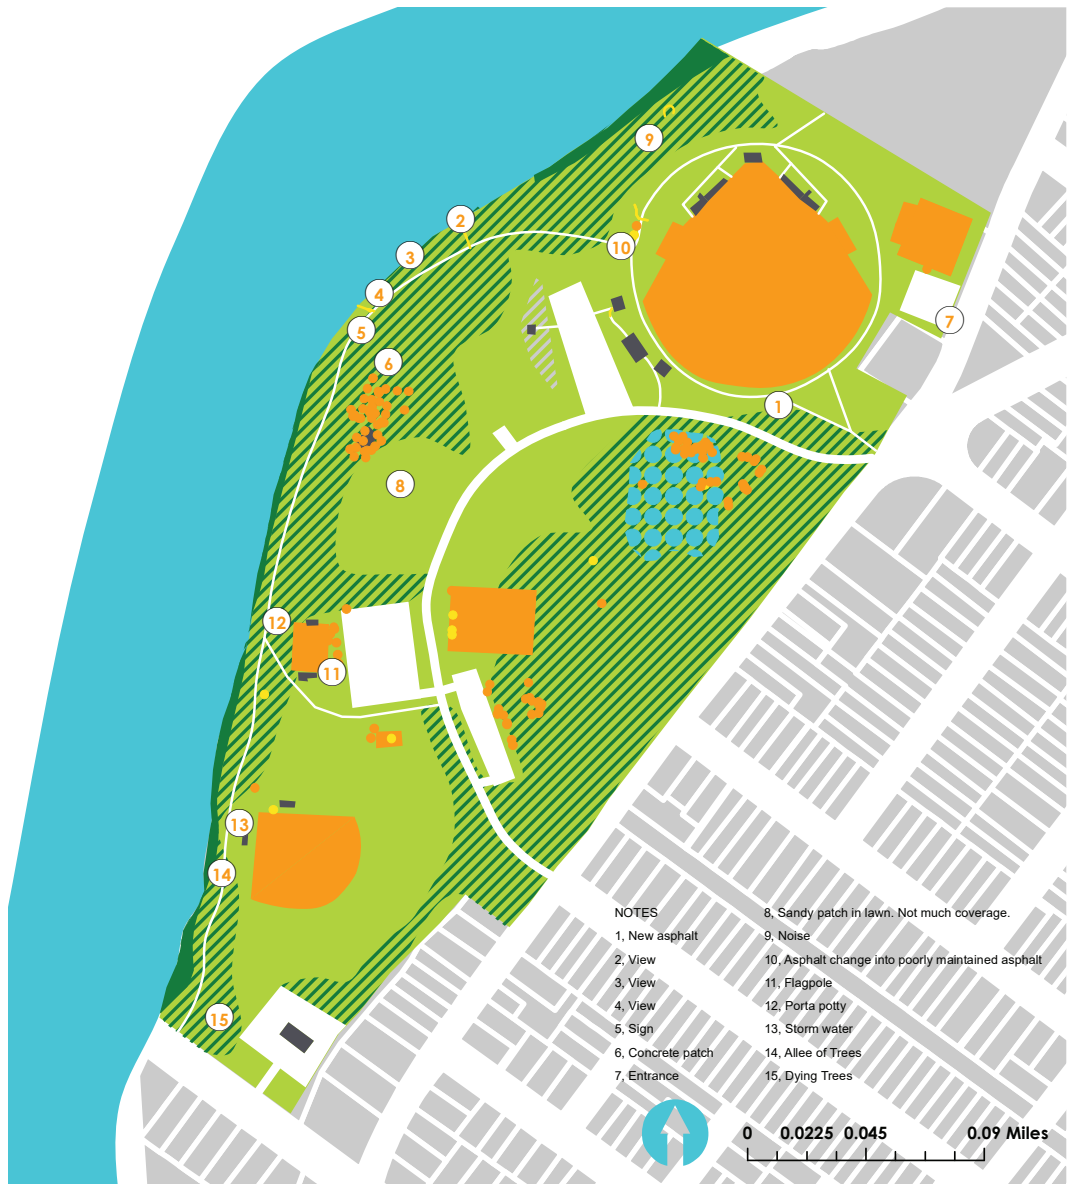 9
2
3
10
4
7
5
6
1
8
12
11
13
14
15
NOTES
1, New asphalt
2, View
3, View
4, View
5, Sign
6, Concrete patch
7, Entrance
8, Sandy patch in lawn. Not much coverage.
9, Noise
10, Asphalt change into poorly maintained asphalt
11, Flagpole
12, Porta potty
13, Storm water
14, Allee of Trees
15, Dying Trees
0 0.0225 0.045 0.09 Miles